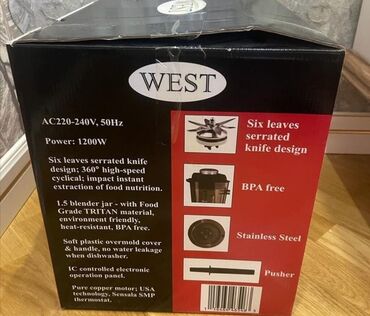 WEST
AC220-240V, 50Hz
Power: 1200W
Six leaves serrated knife
design; 360° high-speed
cyclical; impact instant
extraction of food nutrition.
1.5 blender jar - with Food
Grade TRITAN material,
environment friendly,
heat-resistant, BPA free.
Soft plastic overmold cover
& handle, no water leakage
when dishwasher.
IC controlled electronic
operation panel.
Pure copper motor; USA
technology, Sensala SMP
thermostat.
Six leaves
serrated
knife design
BPA free
Stainless Steel
Pusher